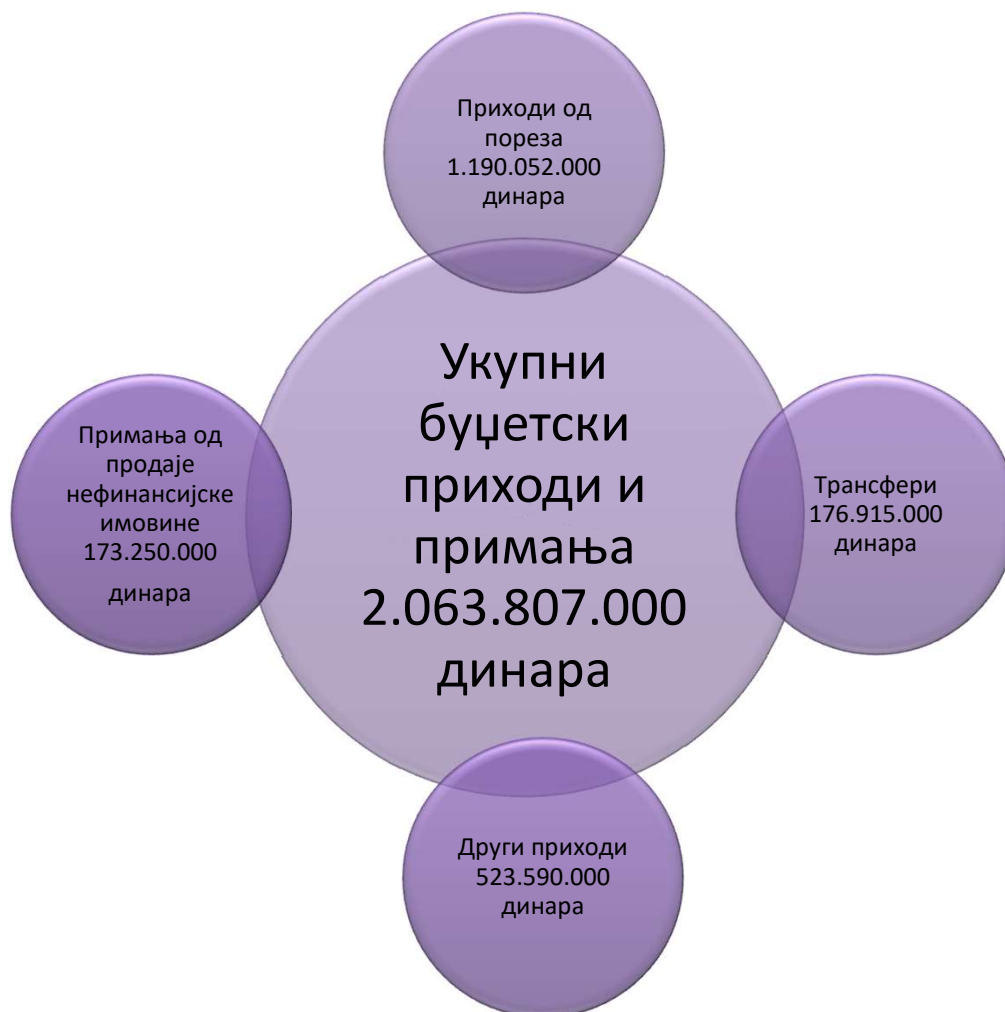 Приходи од
пореза
1.190.052.000
динара
Укупни
буџетски
приходи и
примања
2.063.807.000
динара
Примања од
продаје
нефинансијске
имовине
173.250.000
динара
Трансфери
176.915.000
динара
Други приходи
523.590.000
динара